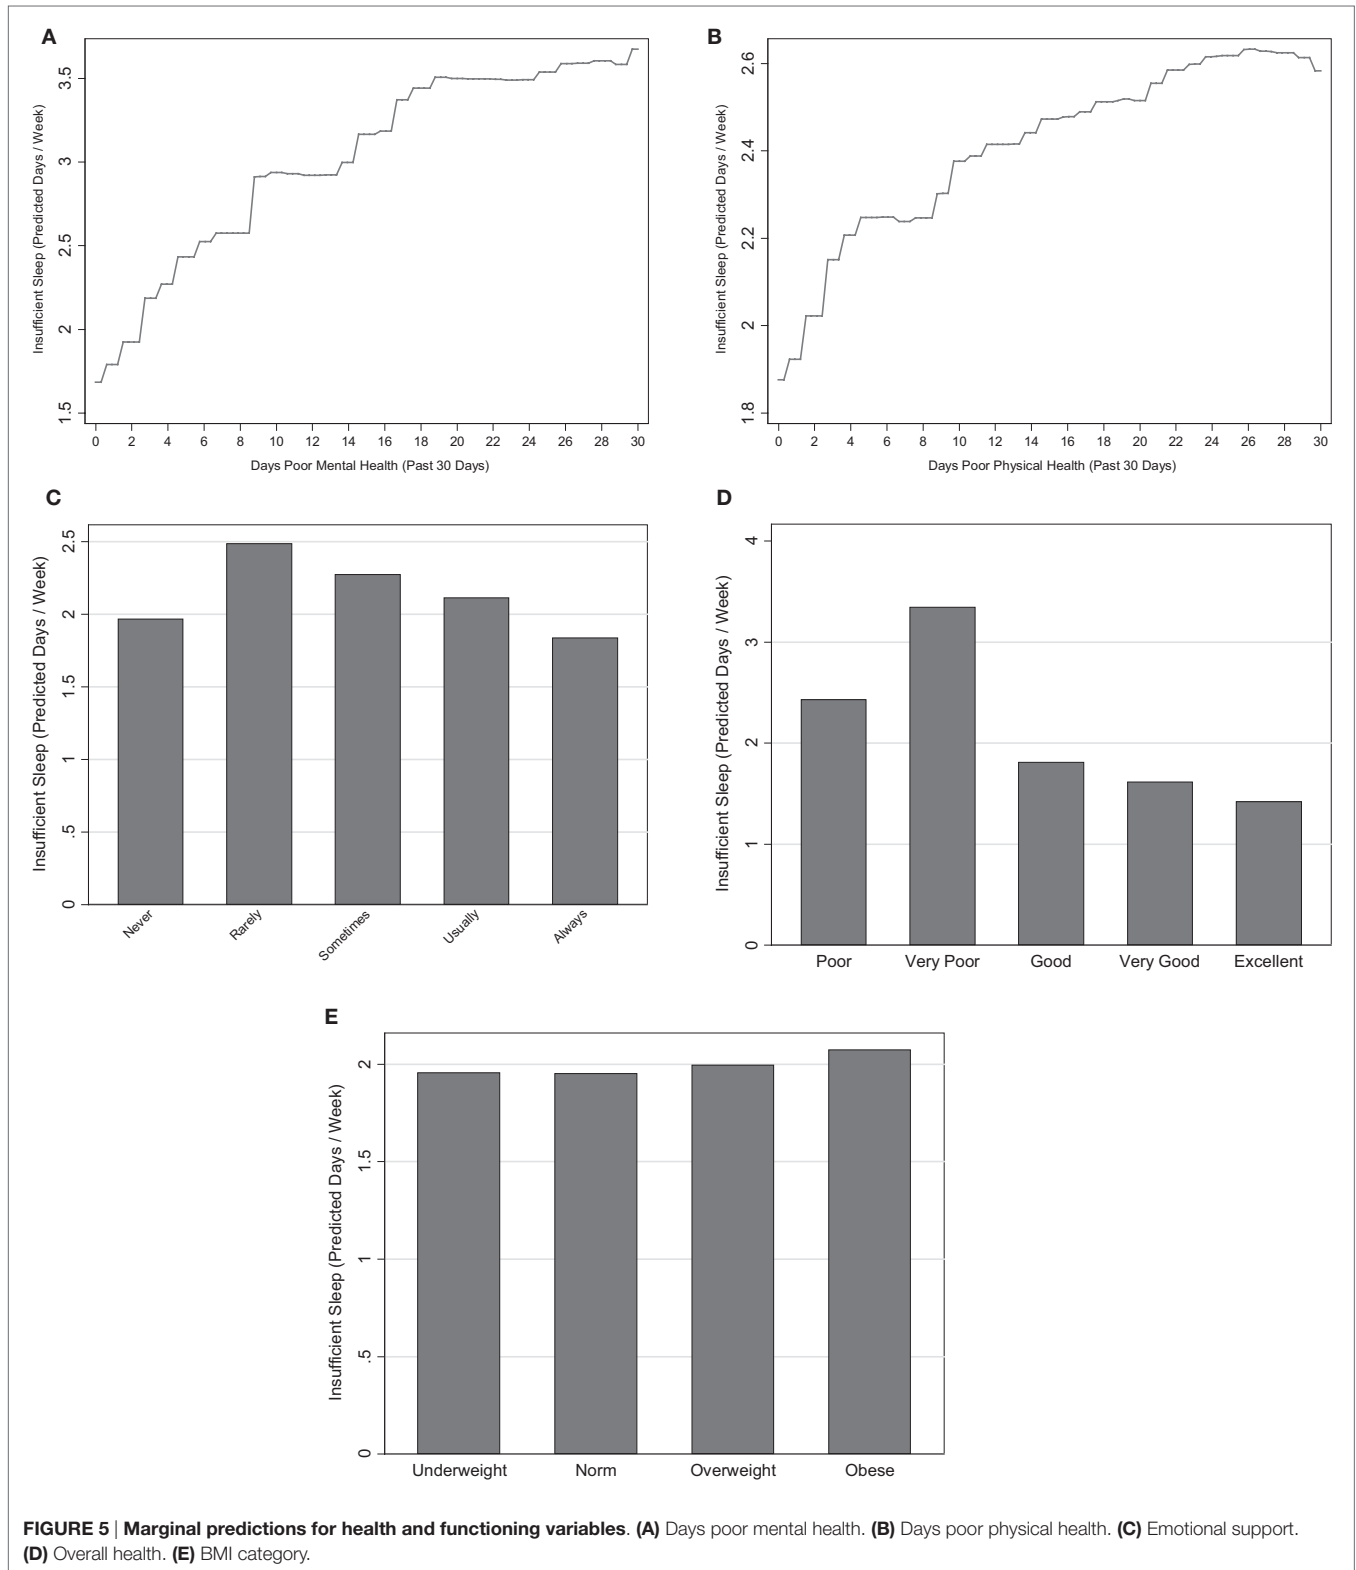 A
Insufficient Sleep (Predicted Days / Week)
3.5
3
2.5
2
1.5
0 2 4 6 8 10 12 14 16 18 20 22 24 26 28 30
Days Poor Mental Health (Past 30 Days)
B
Insufficient Sleep (Predicted Days / Week)
2.6
2.4
2.2
2
1.8
0 2 4 6 8 10 12 14 16 18 20 22 24 26 28 30
Days Poor Physical Health (Past 30 Days)
C
Insufficient Sleep (Predicted Days / Week)
2.5
2
1.5
1
.5
0
Never Rarely Sometimes Usually Always
D
Insufficient Sleep (Predicted Days / Week)
4
3
2
1
0
Poor Very Poor Good Very Good Excellent
E
Insufficient Sleep (Predicted Days / Week)
2
1.5
1
.5
0
Underweight Norm Overweight Obese
FIGURE 5 | Marginal predictions for health and functioning variables. (A) Days poor mental health. (B) Days poor physical health. (C) Emotional support.
(D) Overall health. (E) BMI category.